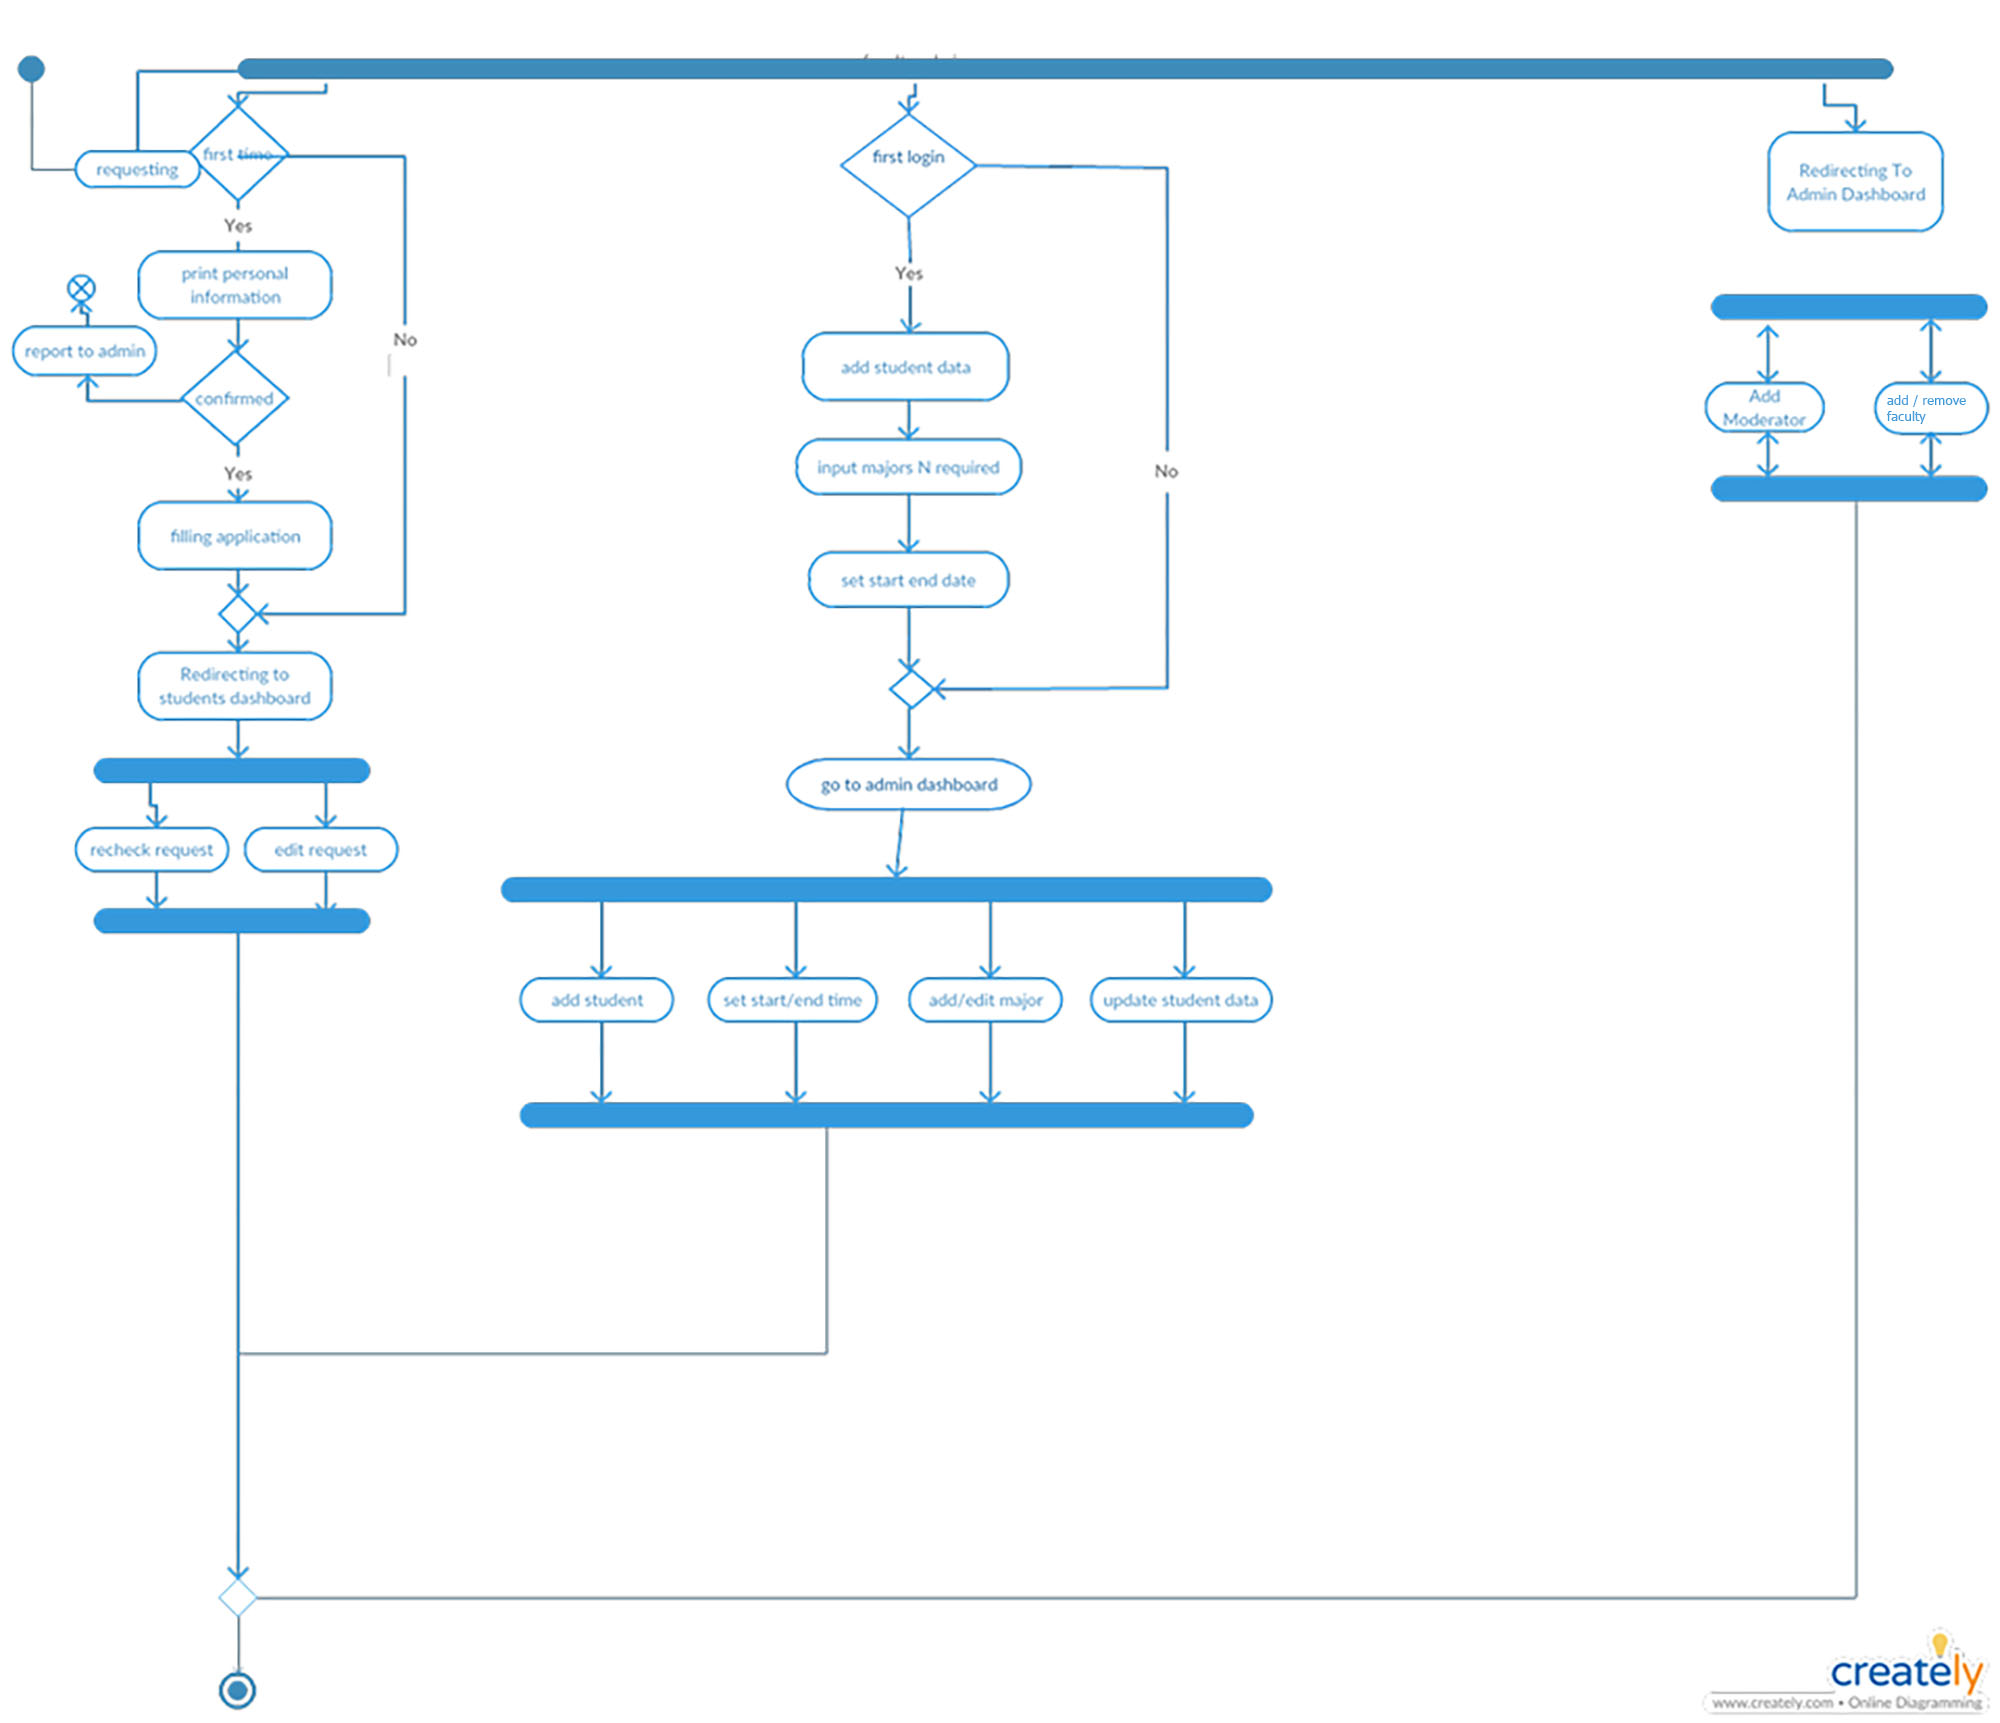 first time
requesting
Yes
print personal
information
report to admin
No
confirmed
Yes
filling application
Redirecting to
students dashboard
recheck request
edit request
first login
Yes
add student data
input majors N required
No
set start end date
go to admin dashboard
add student
set start/end time
add/edit major
update student data
Redirecting To
Admin Dashboard
Add
Moderator
add / remove
faculty
creately
www.creately.com • Online Diagramming